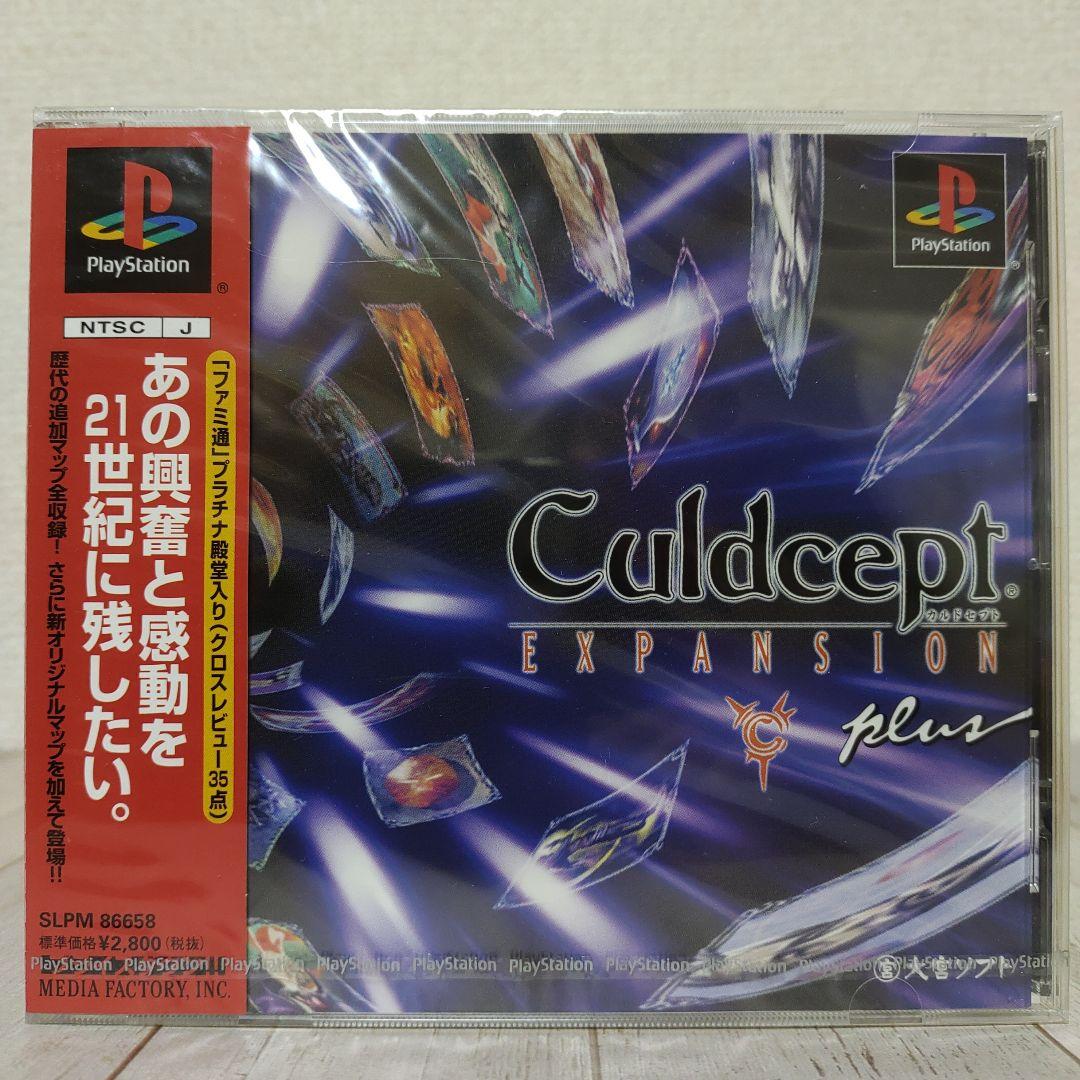 PlayStation
®
NTSC J
「ファミ通」プラチナ殿堂入り(クロスレビュー35点)
あの興奮と感動を
21世紀に残したい。
歴代の追加マップ全収録! さらに新オリジナルマップを加えて登場!!
SLPM 86658
標準価格¥2,800(税抜)
MEDIA FACTORY, INC.
PlayStation
®
Culdcept®
カルドセプト
EXPANSION
plus
PlayStation PlayStation PlayStation PlayStation PlayStation PlayStation PlayStation PlayStation PlayStation PlayStation PlayStation
宮 大宮ソフト